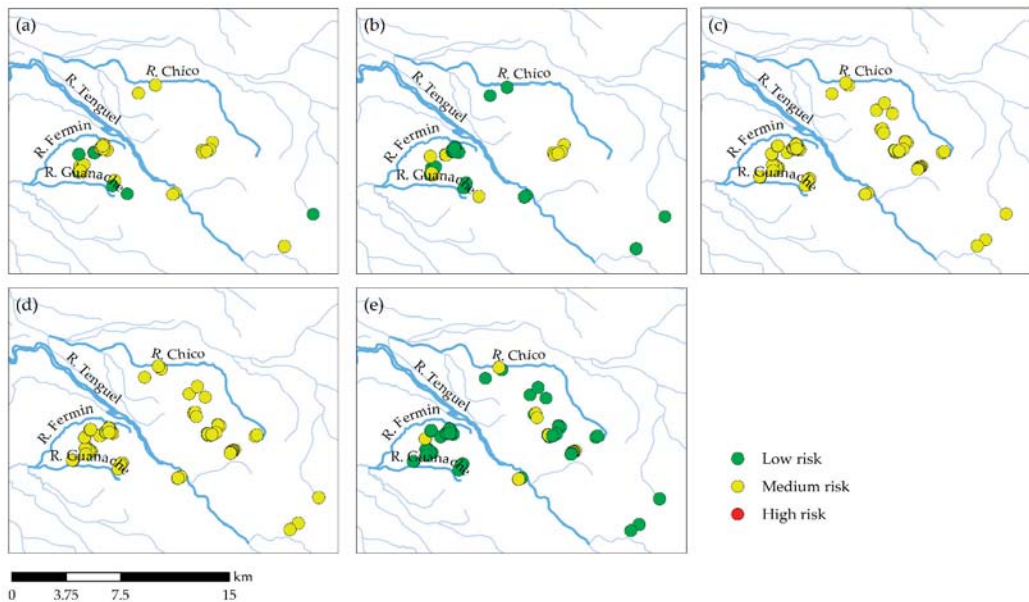 (a)
R. Chico
R. Tenguel
R. Fermin
R. Guanache
(b)
R. Chico
R. Tenguel
R. Fermin
R. Guanache
(c)
R. Chico
R. Tenguel
R. Fermin
R. Guanache
(d)
R. Chico
R. Tenguel
R. Fermin
R. Guanache
(e)
R. Chico
R. Tenguel
R. Fermin
R. Guanache
Low risk
Medium risk
High risk
km
0 3.75 7.5 15